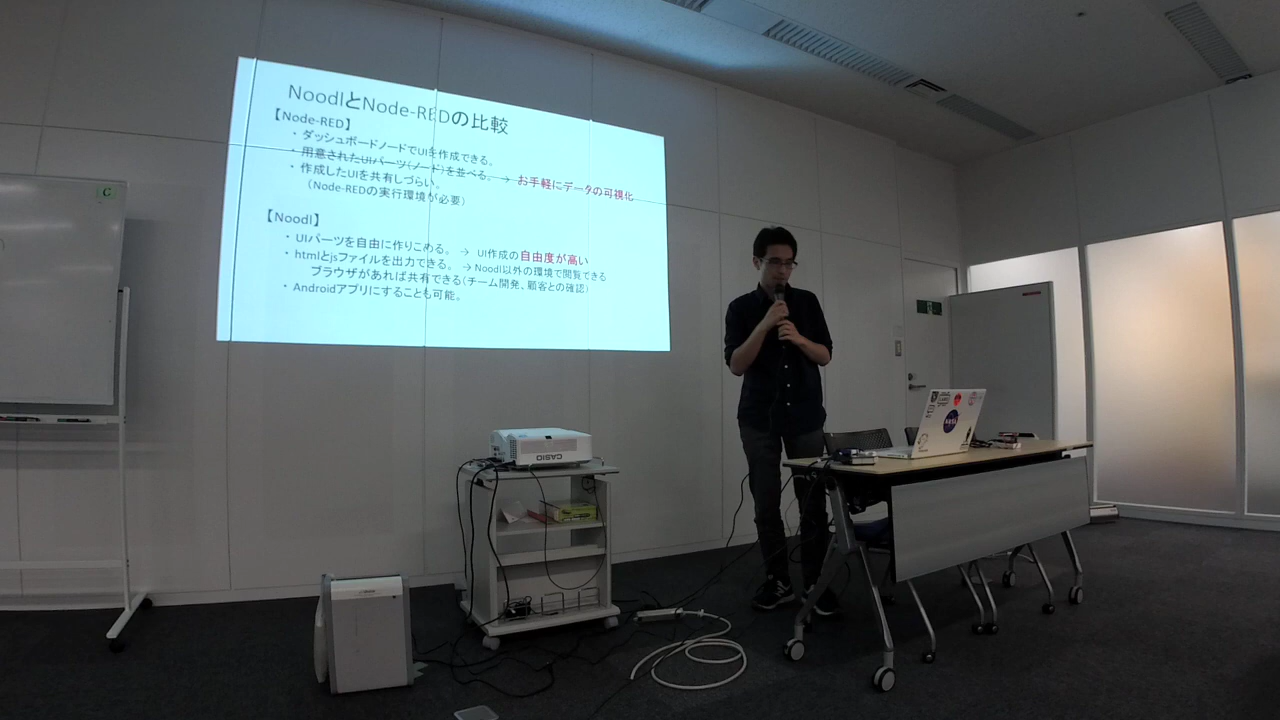 NoodlとNode-REDの比較
【Node-RED】
・ダッシュボードノードでUIを作成できる。
・用意されたUIパーツ(ノード)を並べる。 → お手軽にデータの可視化
・作成したUIを共有しづらい。
(Node-REDの実行環境が必要)
【Noodl】
・UIパーツを自由に作りこめる。 → UI作成の自由度が高い
・htmlとjsファイルを出力できる。 →Noodl以外の環境で閲覧できる
ブラウザがあれば共有できる(チーム開発、顧客との確認)
・Androidアプリにすることも可能。
C
CASIO
NASA